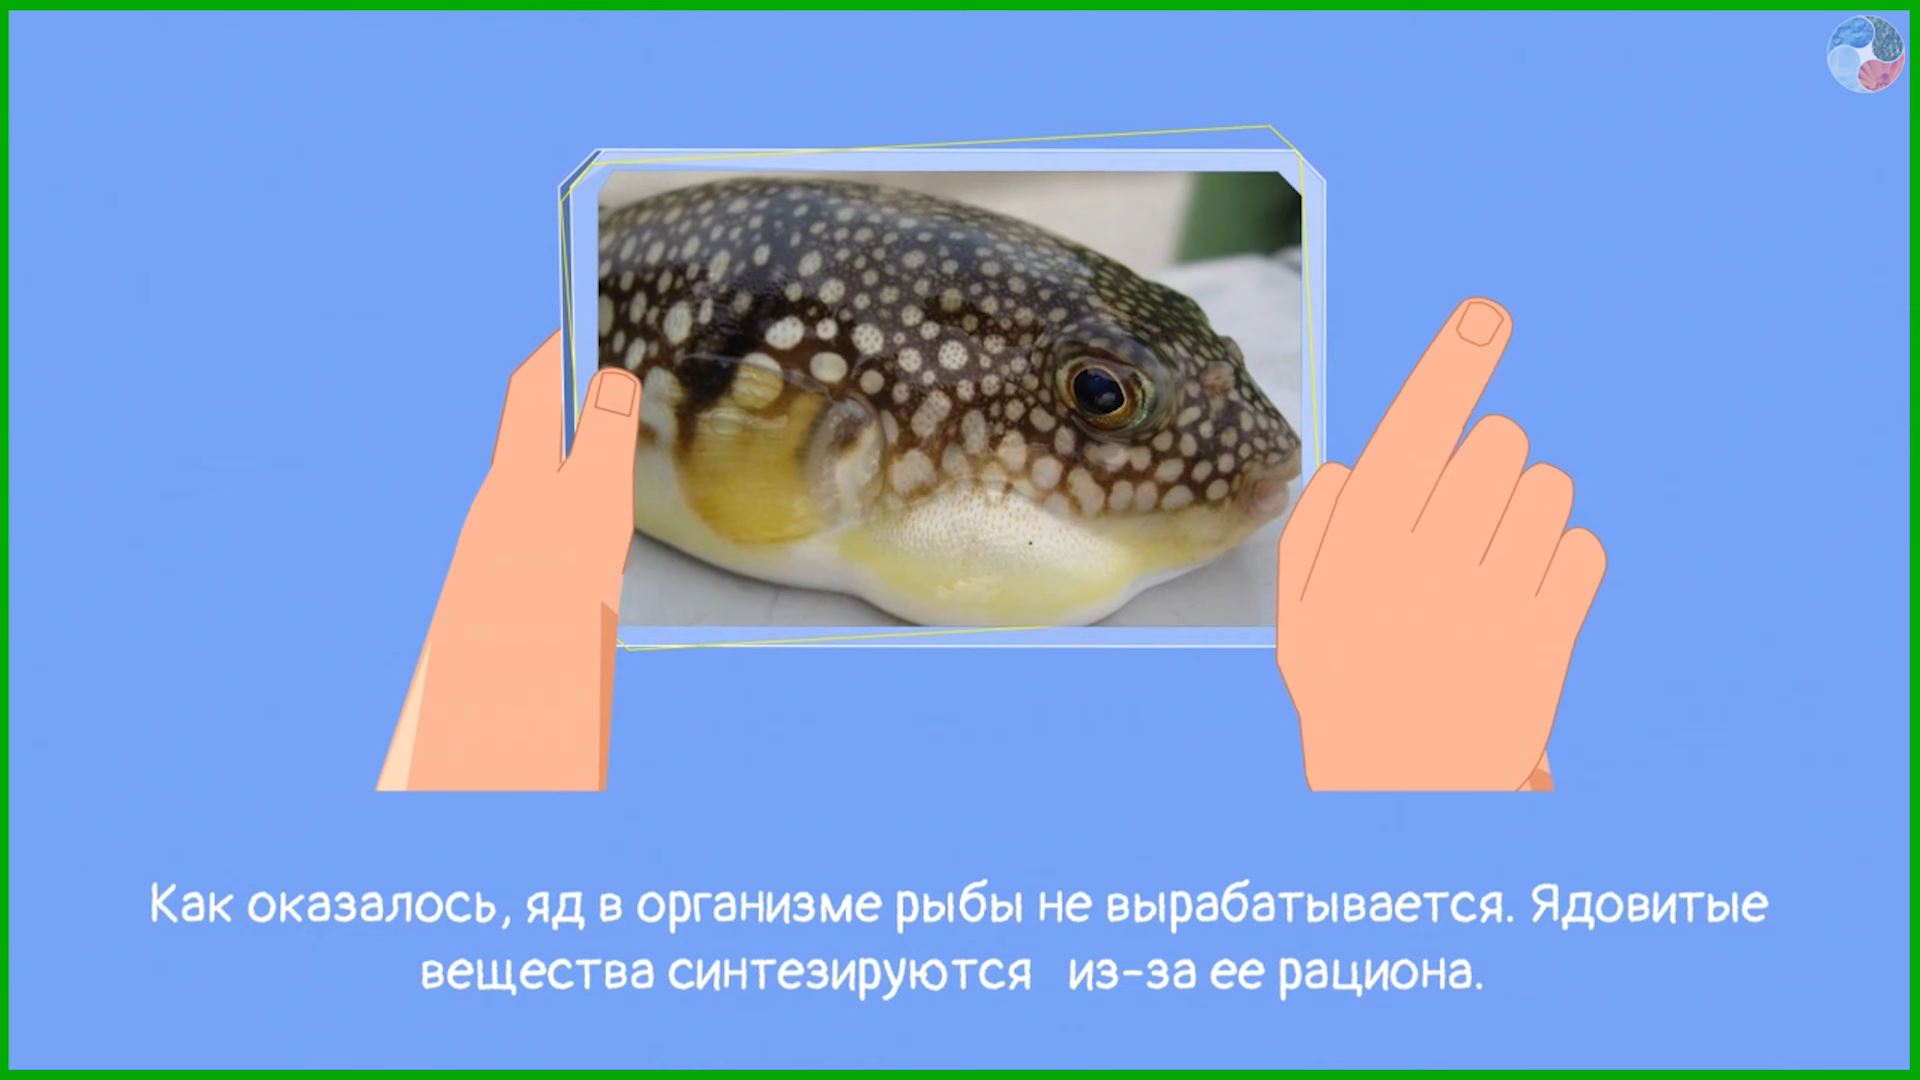 Как оказалось, яд в организме рыбы не вырабатывается. Ядовитые
вещества синтезируются из-за ее рациона.